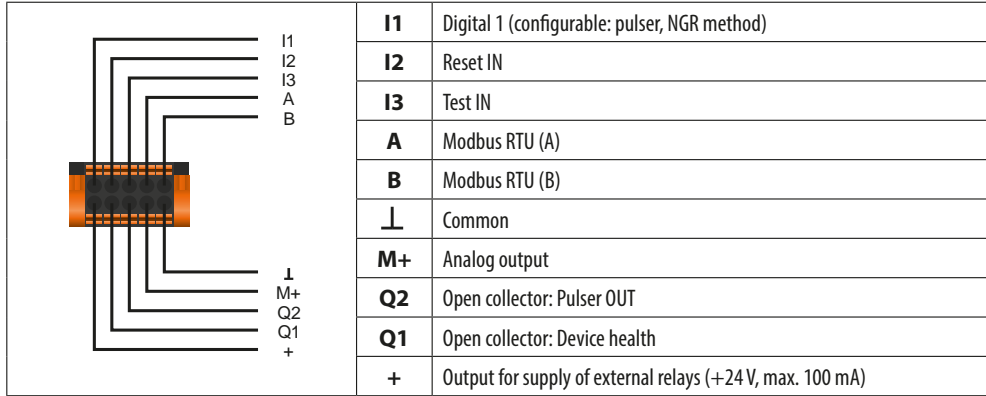 I1
I2
I3
A
B
⊥
M+
Q2
Q1
+
I1 Digital 1 (configurable: pulser, NGR method)
I2 Reset IN
I3 Test IN
A Modbus RTU (A)
B Modbus RTU (B)
⊥ Common
M+ Analog output
Q2 Open collector: Pulser OUT
Q1 Open collector: Device health
+ Output for supply of external relays (+24 V, max. 100 mA)